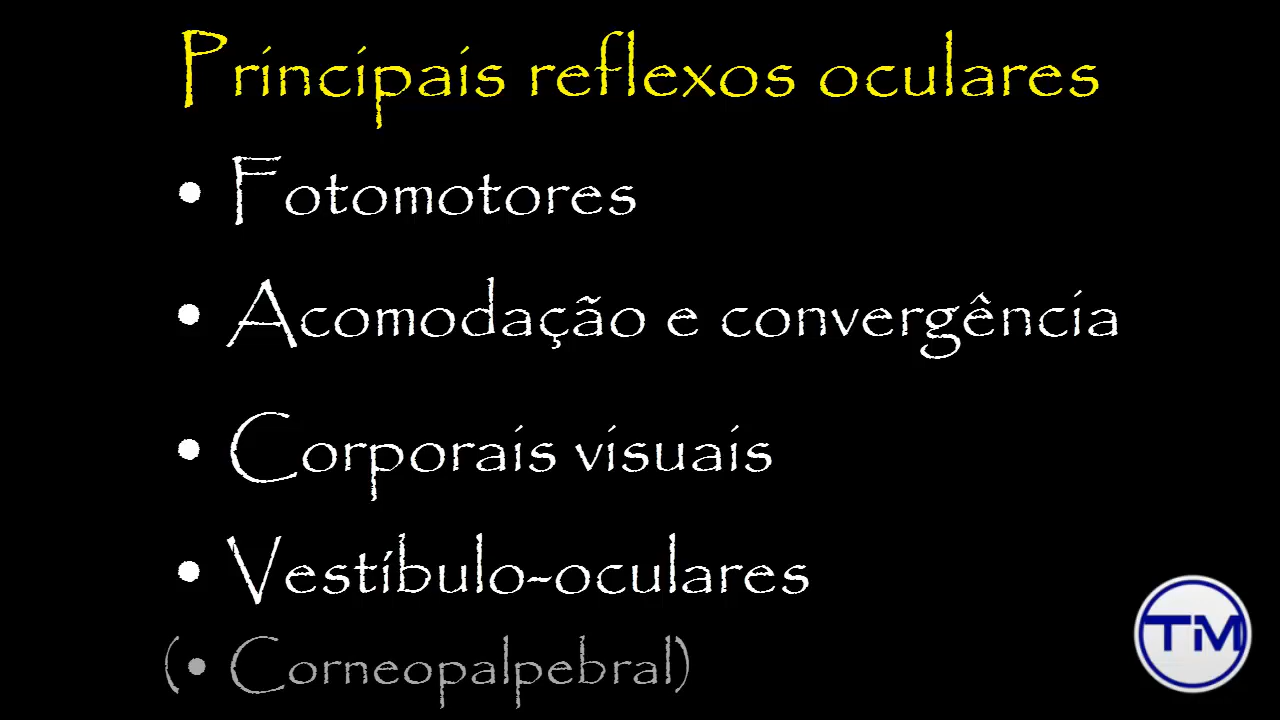 Principais reflexos oculares
• Fotomotores
• Acomodação e convergência
• Corporais visuais
• Vestíbulo-oculares
(• Corneopalpebral)
TM